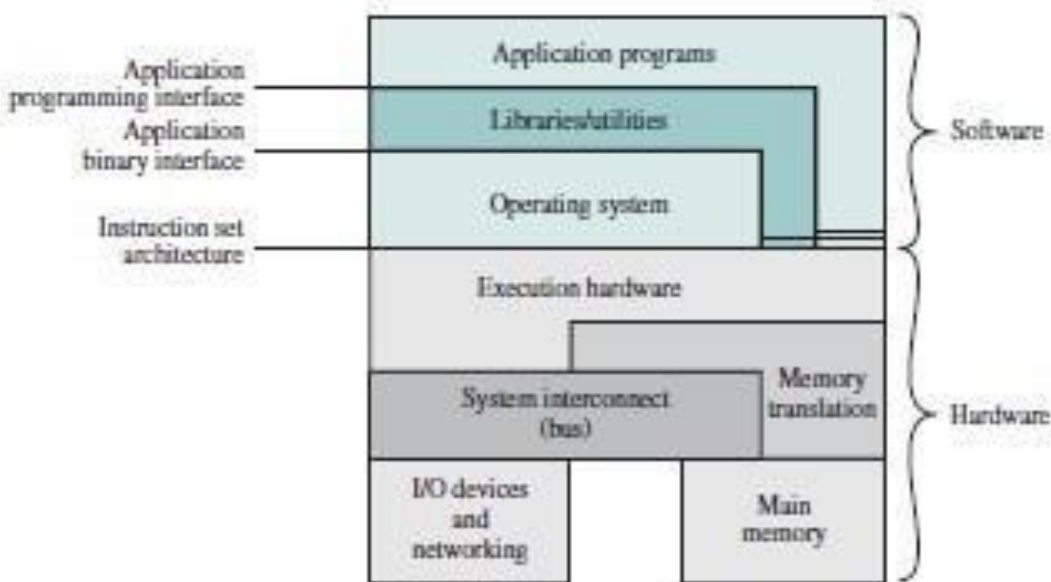 Application programs
Application
programming interface
Libraries/utilities
Application
binary interface
Software
Operating system
Instruction set
architecture
Execution hardware
Memory
translation
System interconnect
(bus)
Hardware
I/O devices
and
networking
Main
memory